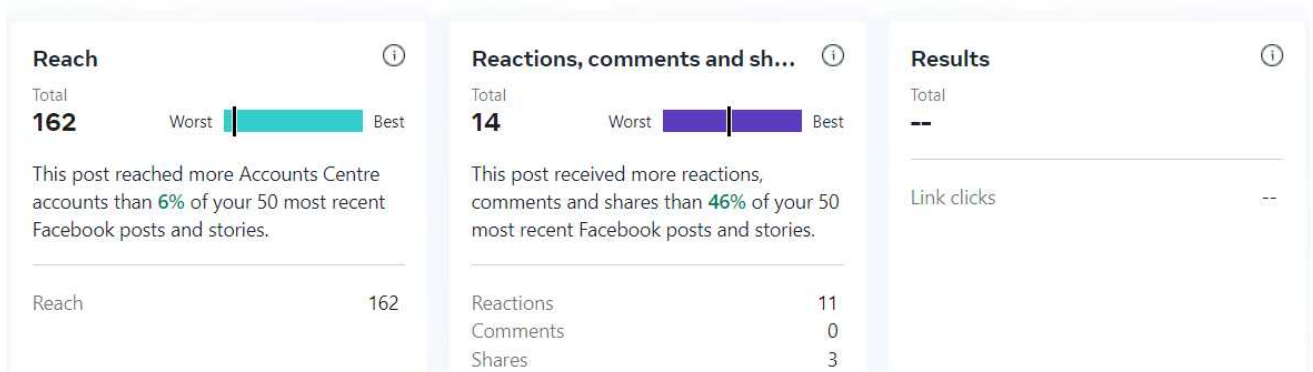 Reach
Total
162
Worst
Best
This post reached more Accounts Centre
accounts than 6% of your 50 most recent
Facebook posts and stories.
Reach 162
Reactions, comments and sh...
Total
14
Worst
Best
This post received more reactions,
comments and shares than 46% of your 50
most recent Facebook posts and stories.
Reactions 11
Comments 0
Shares 3
Results
Total
--
Link clicks --